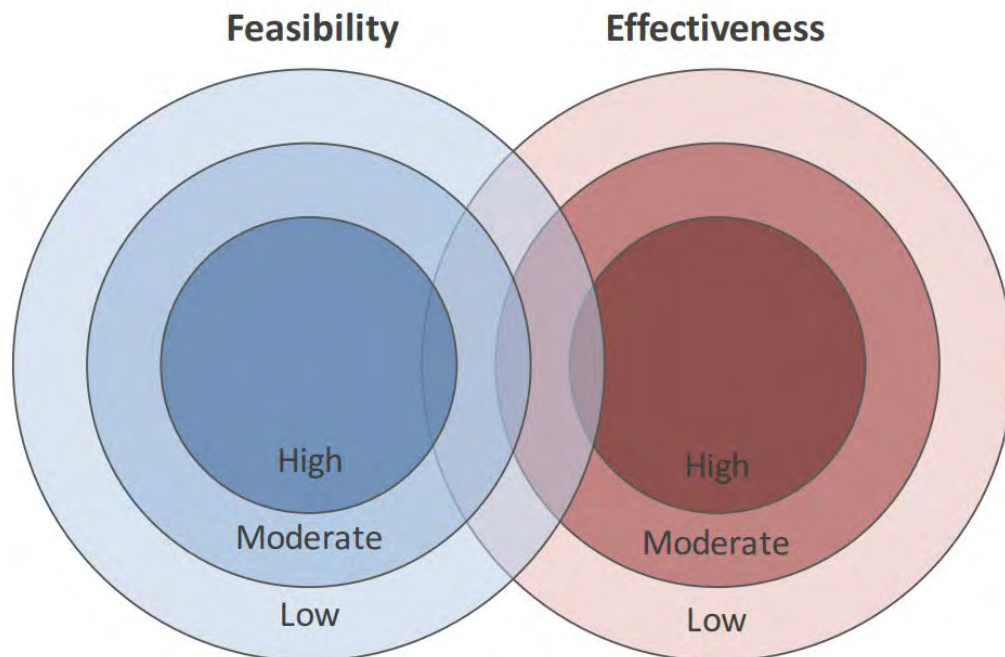 Feasibility
Effectiveness
High
High
Moderate
Moderate
Low
Low